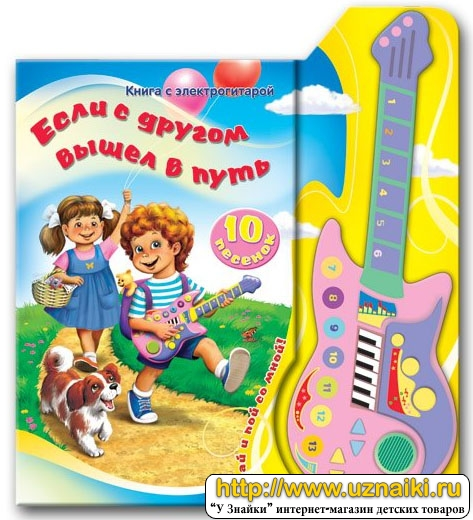 Книга с электрогитарой
Если с другом
вышел в путь
10
песенок
й и пой со мной!
1
2
3
4
5
6
7
8
9
10
11
12
13
http://www.uznaiki.ru
“У Знайки” интернет-магазин детских товаров